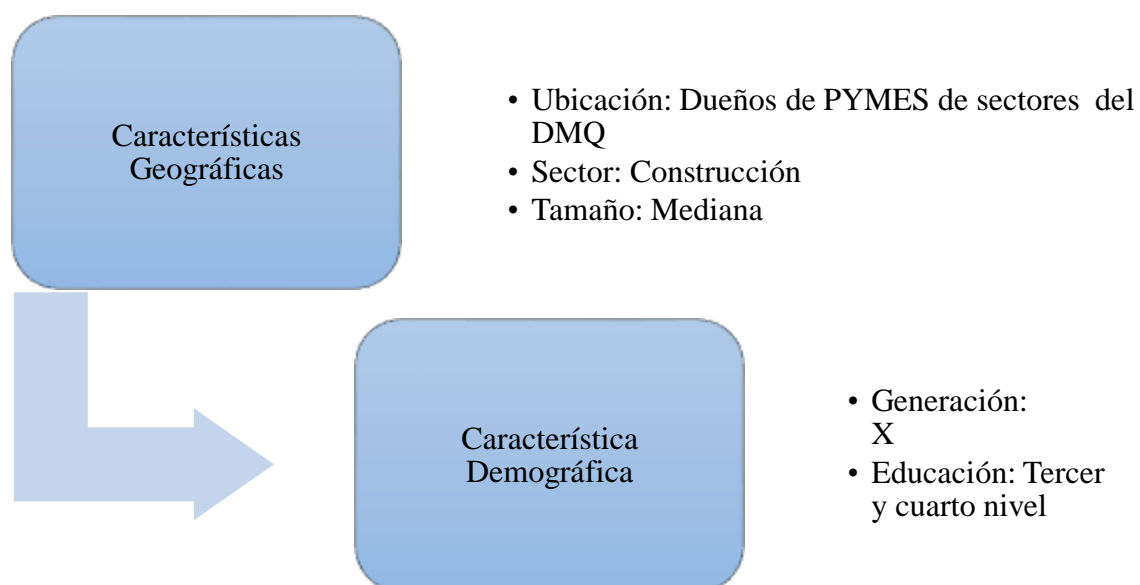 Características
Geográficas
• Ubicación: Dueños de PYMES de sectores del
DMQ
• Sector: Construcción
• Tamaño: Mediana
Característica
Demográfica
• Generación:
X
• Educación: Tercer
y cuarto nivel